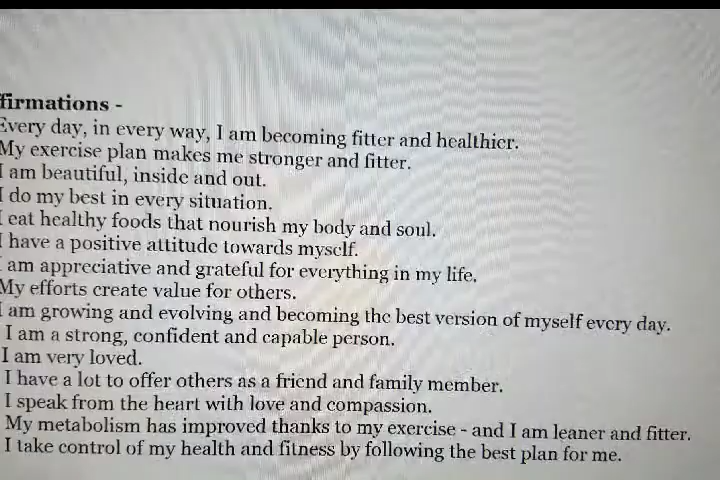 firmations -
Every day, in every way, I am becoming fitter and healthier.
My exercise plan makes me stronger and fitter.
I am beautiful, inside and out.
I do my best in every situation.
I eat healthy foods that nourish my body and soul.
I have a positive attitude towards myself.
I am appreciative and grateful for everything in my life.
My efforts create value for others.
I am growing and evolving and becoming the best version of myself every day.
I am a strong, confident and capable person.
I am very loved.
I have a lot to offer others as a friend and family member.
I speak from the heart with love and compassion.
My metabolism has improved thanks to my exercise - and I am leaner and fitter.
I take control of my health and fitness by following the best plan for me.